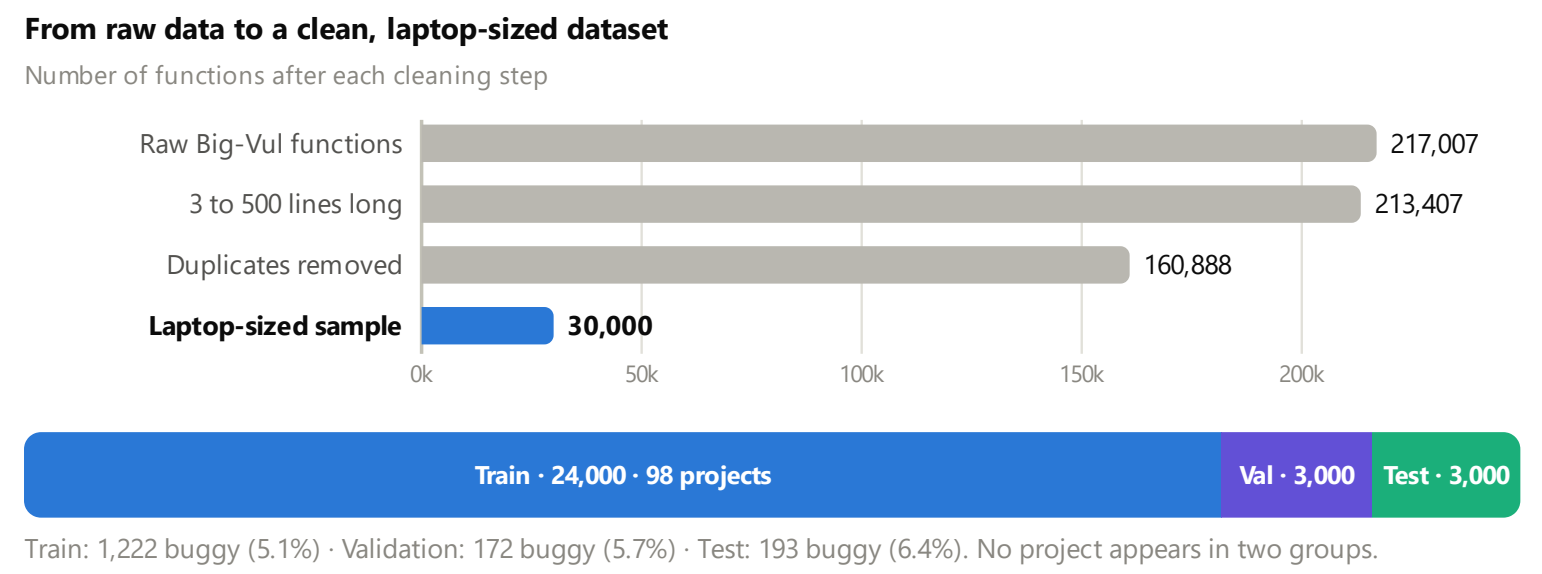 From raw data to a clean, laptop-sized dataset
Number of functions after each cleaning step
Raw Big-Vul functions 217,007
3 to 500 lines long 213,407
Duplicates removed 160,888
Laptop-sized sample 30,000
0k 50k 100k 150k 200k
Train · 24,000 · 98 projects Val · 3,000 Test · 3,000
Train: 1,222 buggy (5.1%) · Validation: 172 buggy (5.7%) · Test: 193 buggy (6.4%). No project appears in two groups.